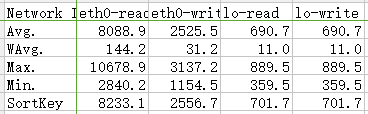 Network I eth0-read eth0-writ lo-read lo-write
Avg. 8088.9 2525.5 690.7 690.7
WAvg. 144.2 31.2 11.0 11.0
Max. 10678.9 3137.2 889.5 889.5
Min. 2840.2 1154.5 359.5 359.5
SortKey 8233.1 2556.7 701.7 701.7